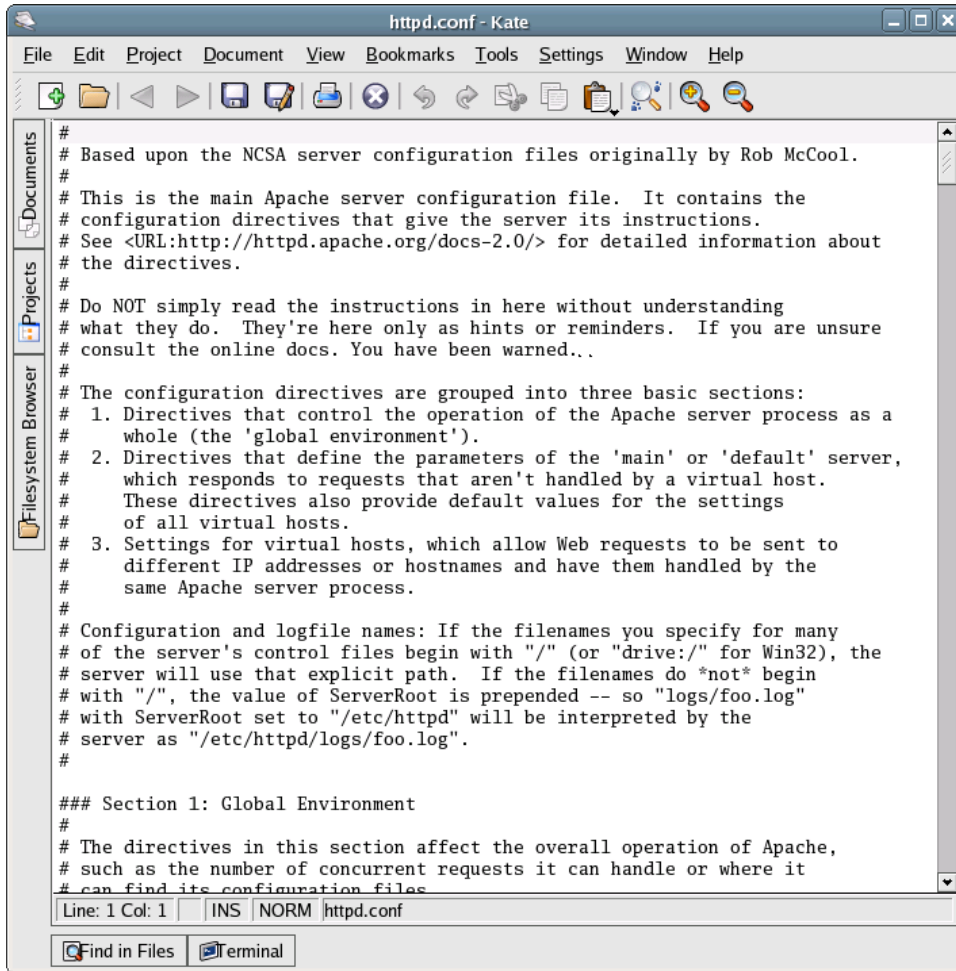 httpd.conf - Kate
File Edit Project Document View Bookmarks Tools Settings Window Help
Documents
Projects
Filesystem Browser
#
# Based upon the NCSA server configuration files originally by Rob McCool.
#
# This is the main Apache server configuration file.  It contains the
# configuration directives that give the server its instructions.
# See <URL:http://httpd.apache.org/docs-2.0/> for detailed information about
# the directives.
#
# Do NOT simply read the instructions in here without understanding
# what they do.  They're here only as hints or reminders.  If you are unsure
# consult the online docs. You have been warned...
#
# The configuration directives are grouped into three basic sections:
#  1. Directives that control the operation of the Apache server process as a
#     whole (the 'global environment').
#  2. Directives that define the parameters of the 'main' or 'default' server,
#     which responds to requests that aren't handled by a virtual host.
#     These directives also provide default values for the settings
#     of all virtual hosts.
#  3. Settings for virtual hosts, which allow Web requests to be sent to
#     different IP addresses or hostnames and have them handled by the
#     same Apache server process.
#
# Configuration and logfile names: If the filenames you specify for many
# of the server's control files begin with "/" (or "drive:/" for Win32), the
# server will use that explicit path.  If the filenames do *not* begin
# with "/", the value of ServerRoot is prepended -- so "logs/foo.log"
# with ServerRoot set to "/etc/httpd" will be interpreted by the
# server as "/etc/httpd/logs/foo.log".
#
### Section 1: Global Environment
#
# The directives in this section affect the overall operation of Apache,
# such as the number of concurrent requests it can handle or where it
# can find its configuration files
Line: 1 Col: 1 INS NORM httpd.conf
Find in Files Terminal